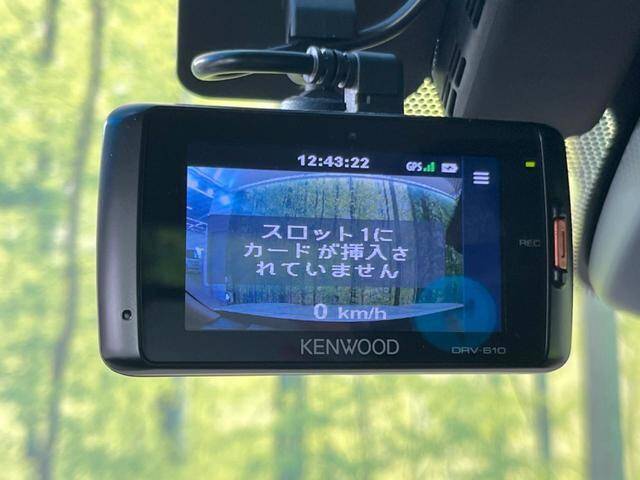 12:43:22 GPS
スロット1に
カードが挿入さ
れていません
0 km/h
REC
KENWOOD
DRV-610